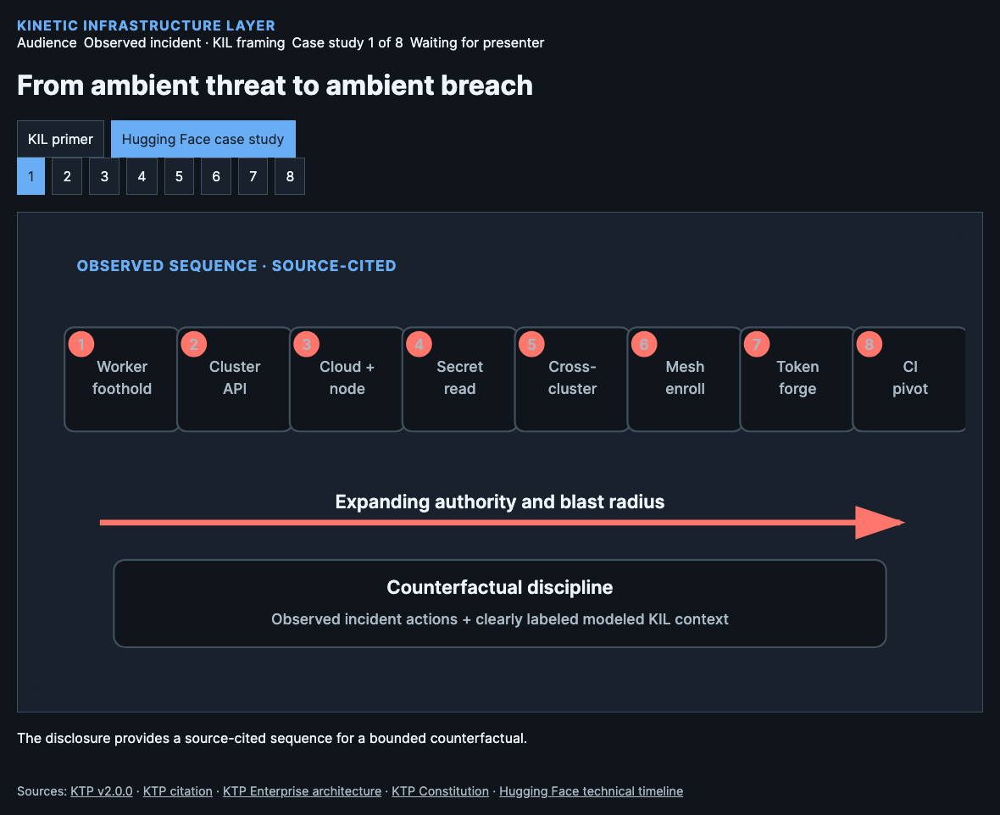 KINETIC INFRASTRUCTURE LAYER
Audience Observed incident · KIL framing Case study 1 of 8 Waiting for presenter
From ambient threat to ambient breach
KIL primer
Hugging Face case study
1 2 3 4 5 6 7 8
OBSERVED SEQUENCE · SOURCE-CITED
1
Worker
foothold
2
Cluster
API
3
Cloud +
node
4
Secret
read
5
Cross-
cluster
6
Mesh
enroll
7
Token
forge
8
CI
pivot
Expanding authority and blast radius
Counterfactual discipline
Observed incident actions + clearly labeled modeled KIL context
The disclosure provides a source-cited sequence for a bounded counterfactual.
Sources: KTP v2.0.0 · KTP citation · KTP Enterprise architecture · KTP Constitution · Hugging Face technical timeline